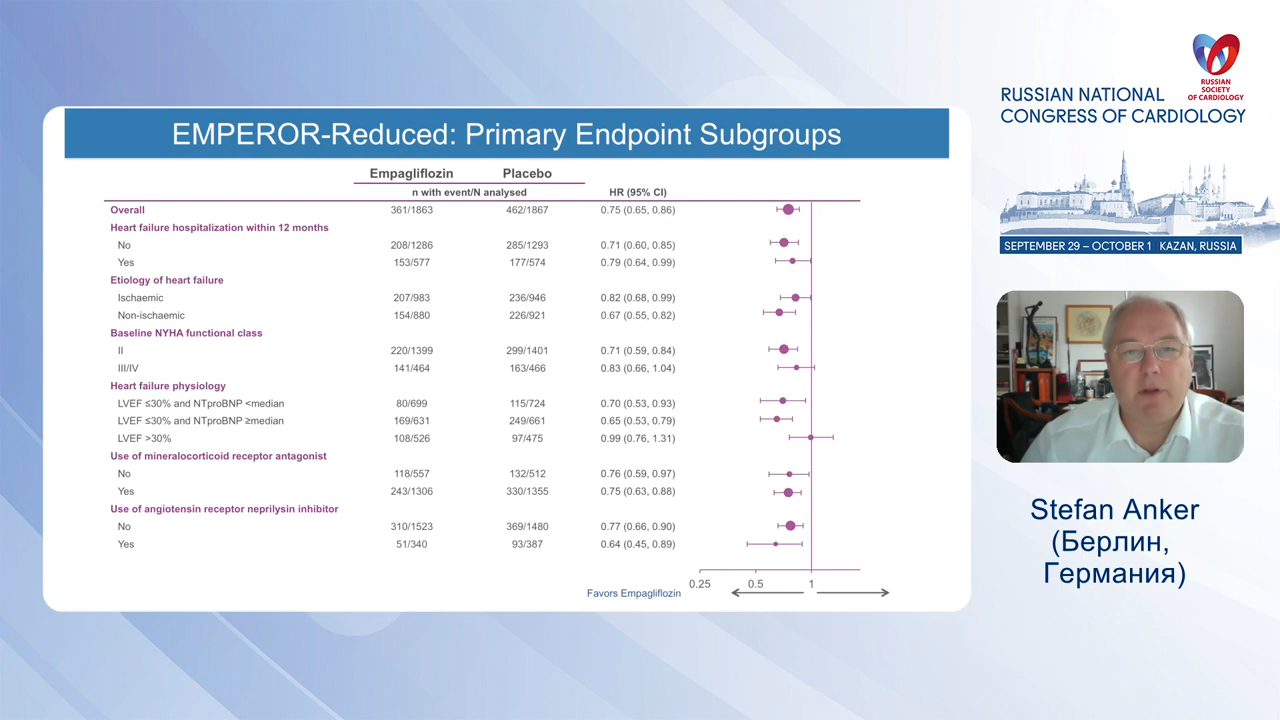 EMPEROR-Reduced: Primary Endpoint Subgroups
Empagliflozin Placebo
n with event/N analysed HR (95% CI)
Overall 361/1863 462/1867 0.75 (0.65, 0.86)
Heart failure hospitalization within 12 months
No 208/1286 285/1293 0.71 (0.60, 0.85)
Yes 153/577 177/574 0.79 (0.64, 0.99)
Etiology of heart failure
Ischaemic 207/983 236/946 0.82 (0.68, 0.99)
Non-ischaemic 154/880 226/921 0.67 (0.55, 0.82)
Baseline NYHA functional class
II 220/1399 299/1401 0.71 (0.59, 0.84)
III/IV 141/464 163/466 0.83 (0.66, 1.04)
Heart failure physiology
LVEF ≤30% and NTproBNP <median 80/699 115/724 0.70 (0.53, 0.93)
LVEF ≤30% and NTproBNP ≥median 169/631 249/661 0.65 (0.53, 0.79)
LVEF >30% 108/526 97/475 0.99 (0.76, 1.31)
Use of mineralocorticoid receptor antagonist
No 118/557 132/512 0.76 (0.59, 0.97)
Yes 243/1306 330/1355 0.75 (0.63, 0.88)
Use of angiotensin receptor neprilysin inhibitor
No 310/1523 369/1480 0.77 (0.66, 0.90)
Yes 51/340 93/387 0.64 (0.45, 0.89)
0.25 0.5 1
Favors Empagliflozin
RUSSIAN
SOCIETY
OF CARDIOLOGY
RUSSIAN NATIONAL
CONGRESS OF CARDIOLOGY
SEPTEMBER 29 – OCTOBER 1 KAZAN, RUSSIA
Stefan Anker
(Берлин,
Германия)